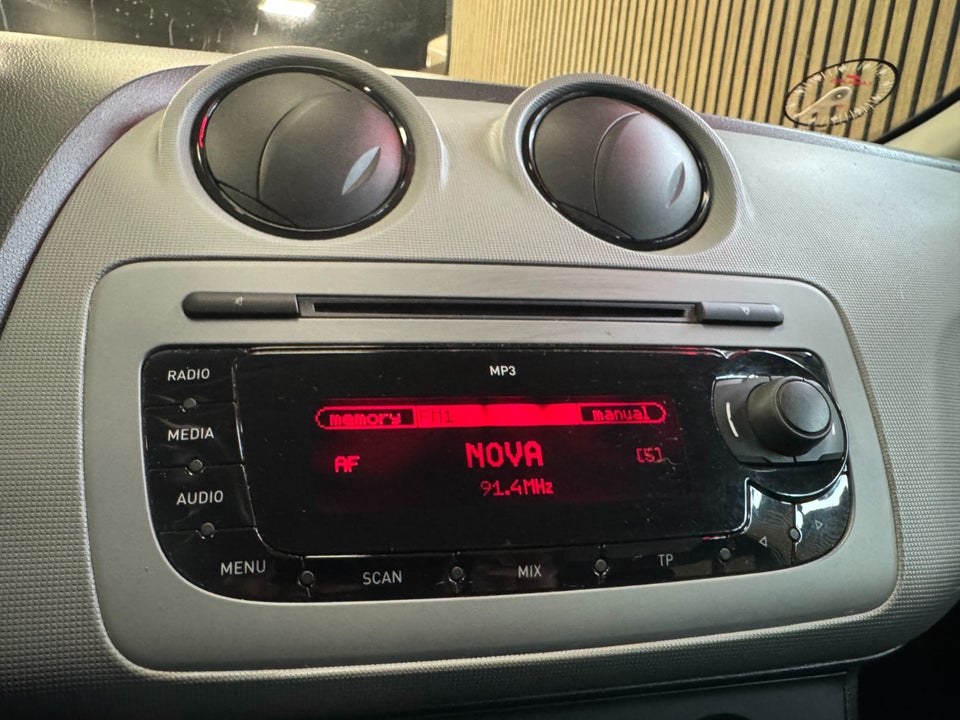 MP3
RADIO
MEDIA
AUDIO
memory FM1 manual
AF NOVA [5]
91.4MHz
MENU SCAN MIX TP